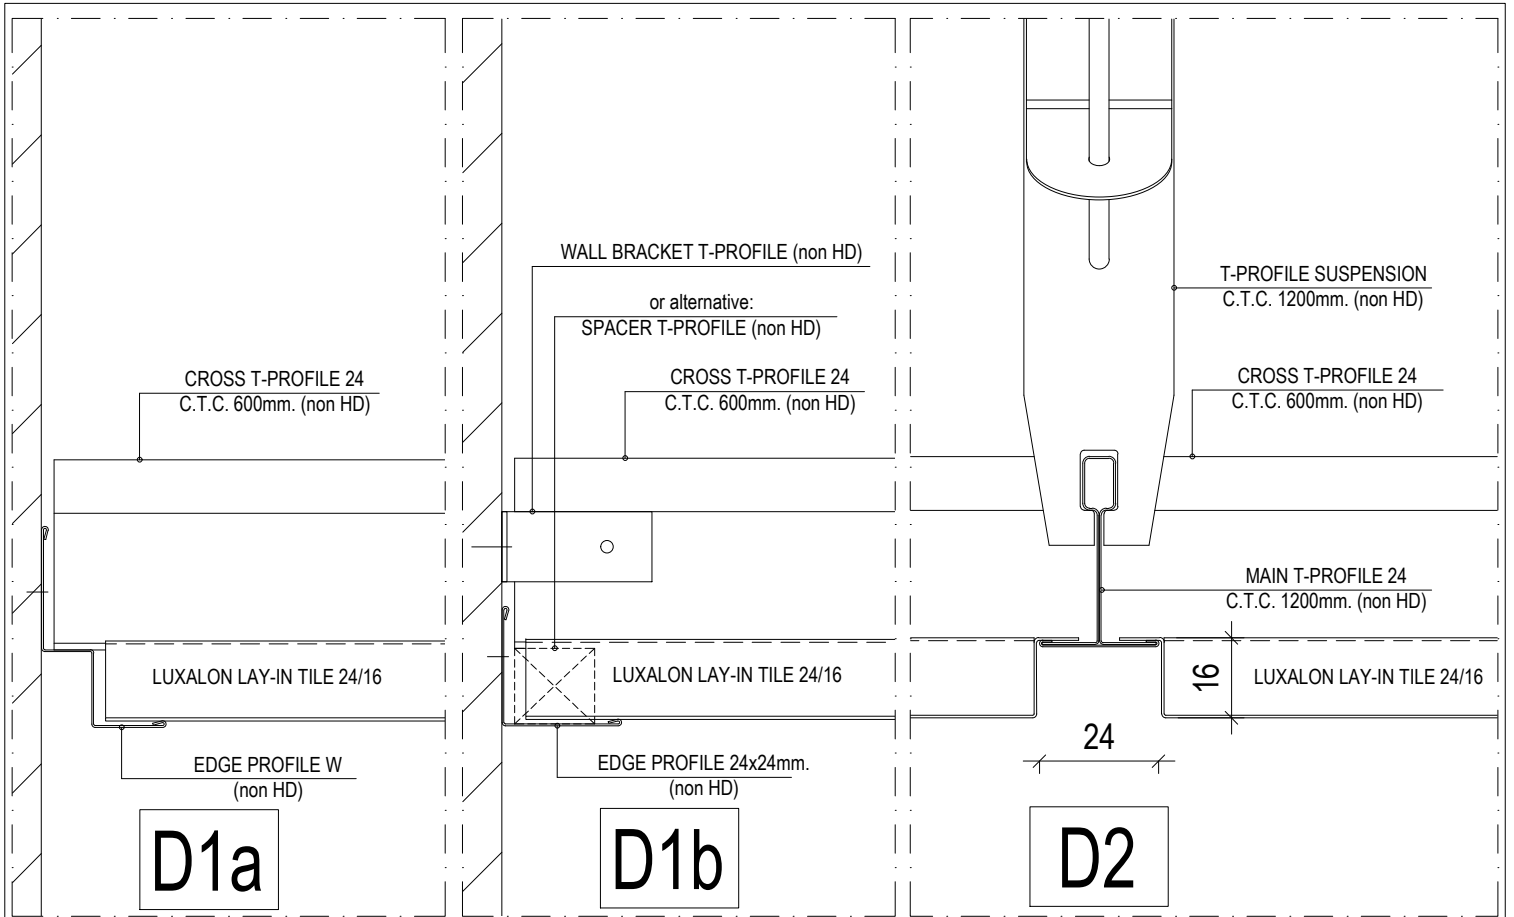 CROSS T-PROFILE 24
C.T.C. 600mm. (non HD)
LUXALON LAY-IN TILE 24/16
EDGE PROFILE W
(non HD)
D1a
WALL BRACKET T-PROFILE (non HD)
or alternative:
SPACER T-PROFILE (non HD)
CROSS T-PROFILE 24
C.T.C. 600mm. (non HD)
LUXALON LAY-IN TILE 24/16
EDGE PROFILE 24x24mm.
(non HD)
D1b
T-PROFILE SUSPENSION
C.T.C. 1200mm. (non HD)
CROSS T-PROFILE 24
C.T.C. 600mm. (non HD)
MAIN T-PROFILE 24
C.T.C. 1200mm. (non HD)
16
LUXALON LAY-IN TILE 24/16
24
D2